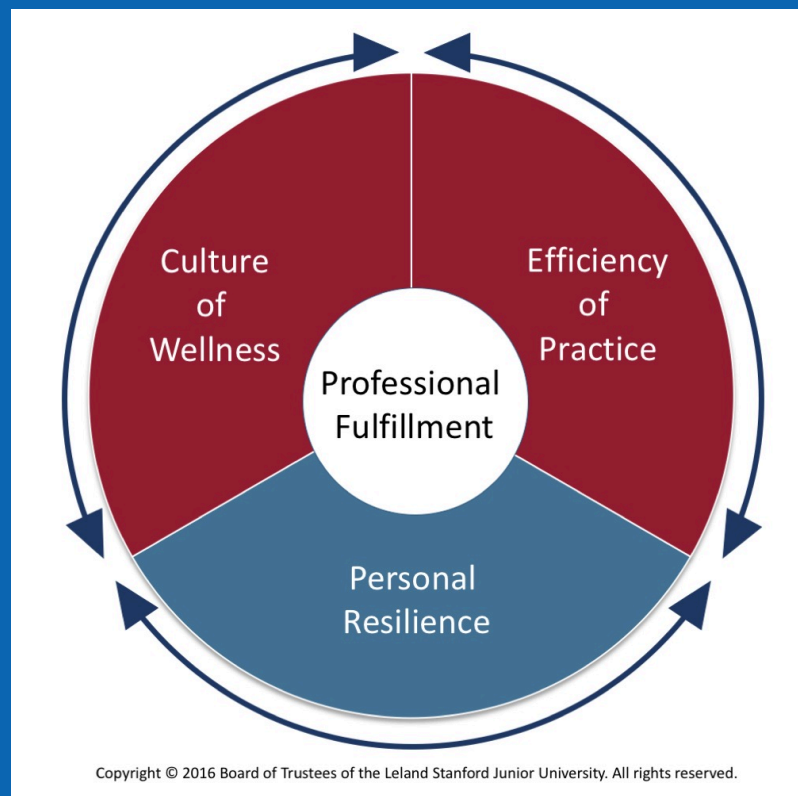 Culture
of
Wellness
Efficiency
of
Practice
Professional
Fulfillment
Personal
Resilience
Copyright © 2016 Board of Trustees of the Leland Stanford Junior University. All rights reserved.